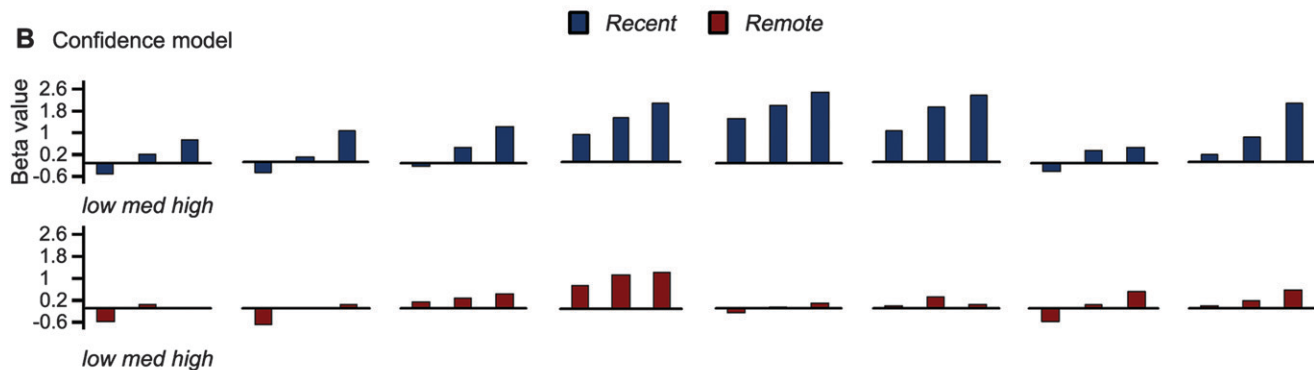 Recent Remote
B Confidence model
Beta value
2.6
1.8
1
0.2
-0.6
low med high
2.6
1.8
1
0.2
-0.6
low med high